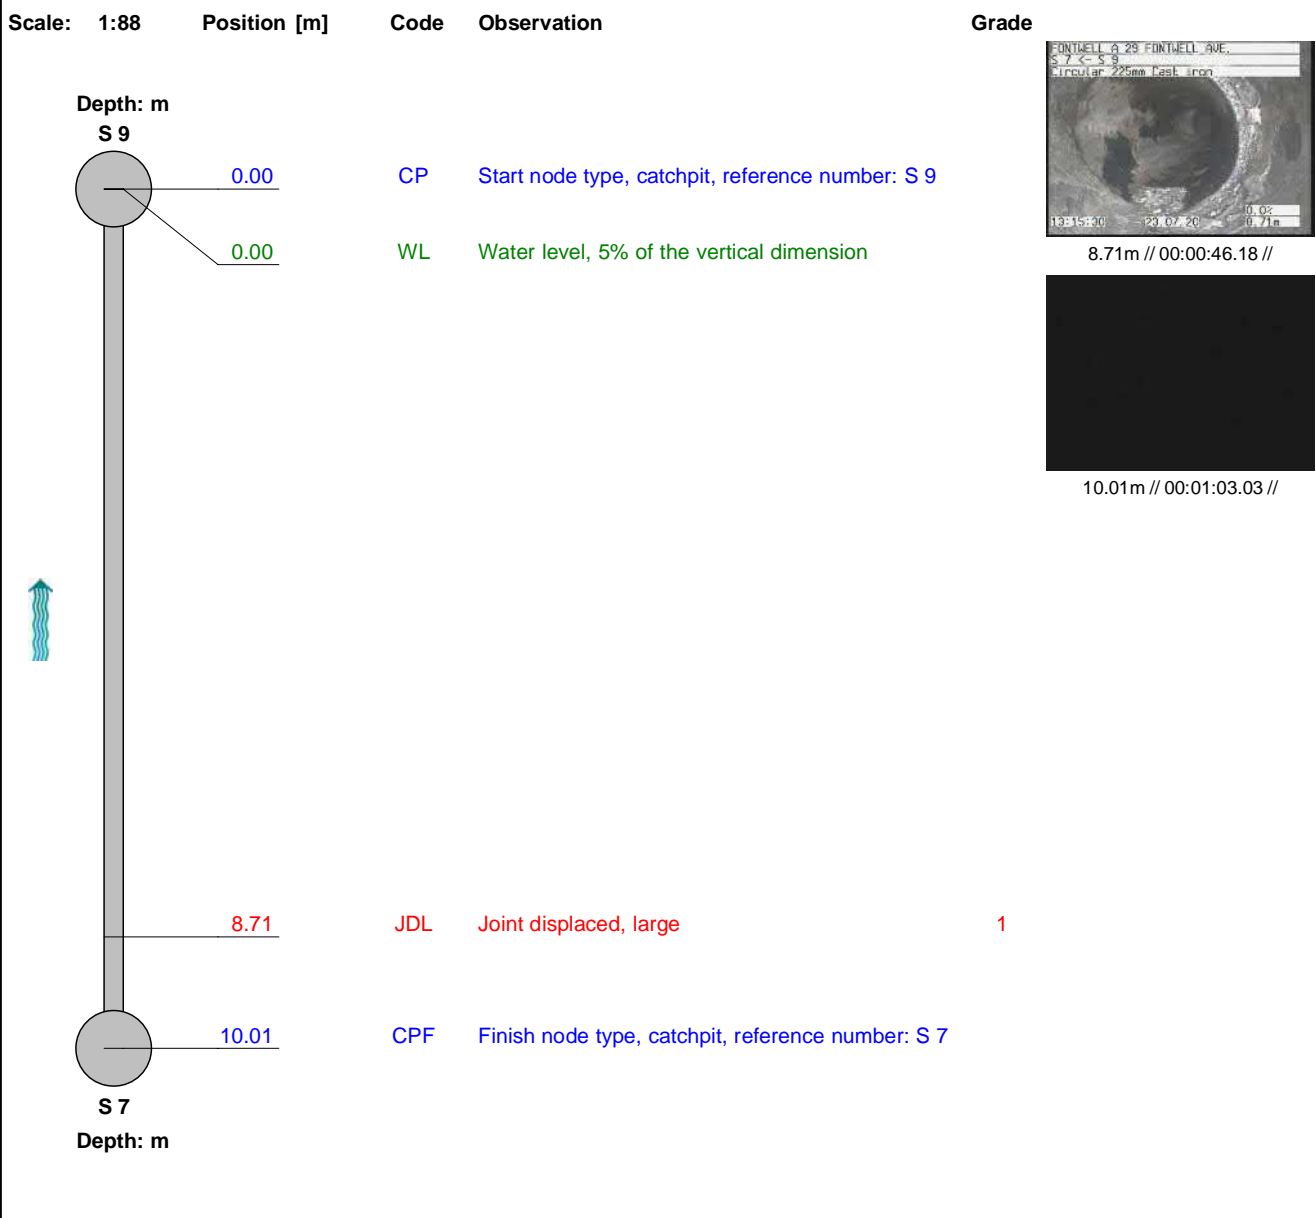 Scale: 1:88 Position [m] Code Observation Grade
FONTWELL A 29 FONTWELL AVE,
S 7 <- S 9
Circular 225mm Cast iron
Depth: m
S 9
0.00 CP Start node type, catchpit, reference number: S 9
0.00 WL Water level, 5% of the vertical dimension
0.0%
13:15:30 23.07.20 8.71m
8.71m // 00:00:46.18 //
10.01m // 00:01:03.03 //
8.71 JDL Joint displaced, large 1
10.01 CPF Finish node type, catchpit, reference number: S 7
S 7
Depth: m